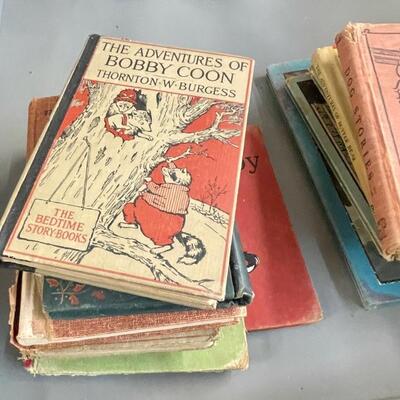 THE ADVENTURES OF
BOBBY COON
THORNTON·W·BURGESS
THE
BEDTIME
STORY-BOOKS
DOG STORIES